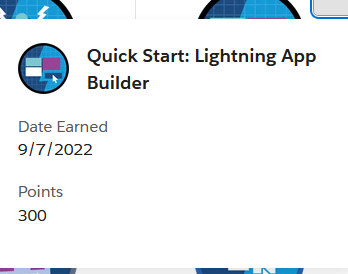 Quick Start: Lightning App
Builder
Date Earned
9/7/2022
Points
300